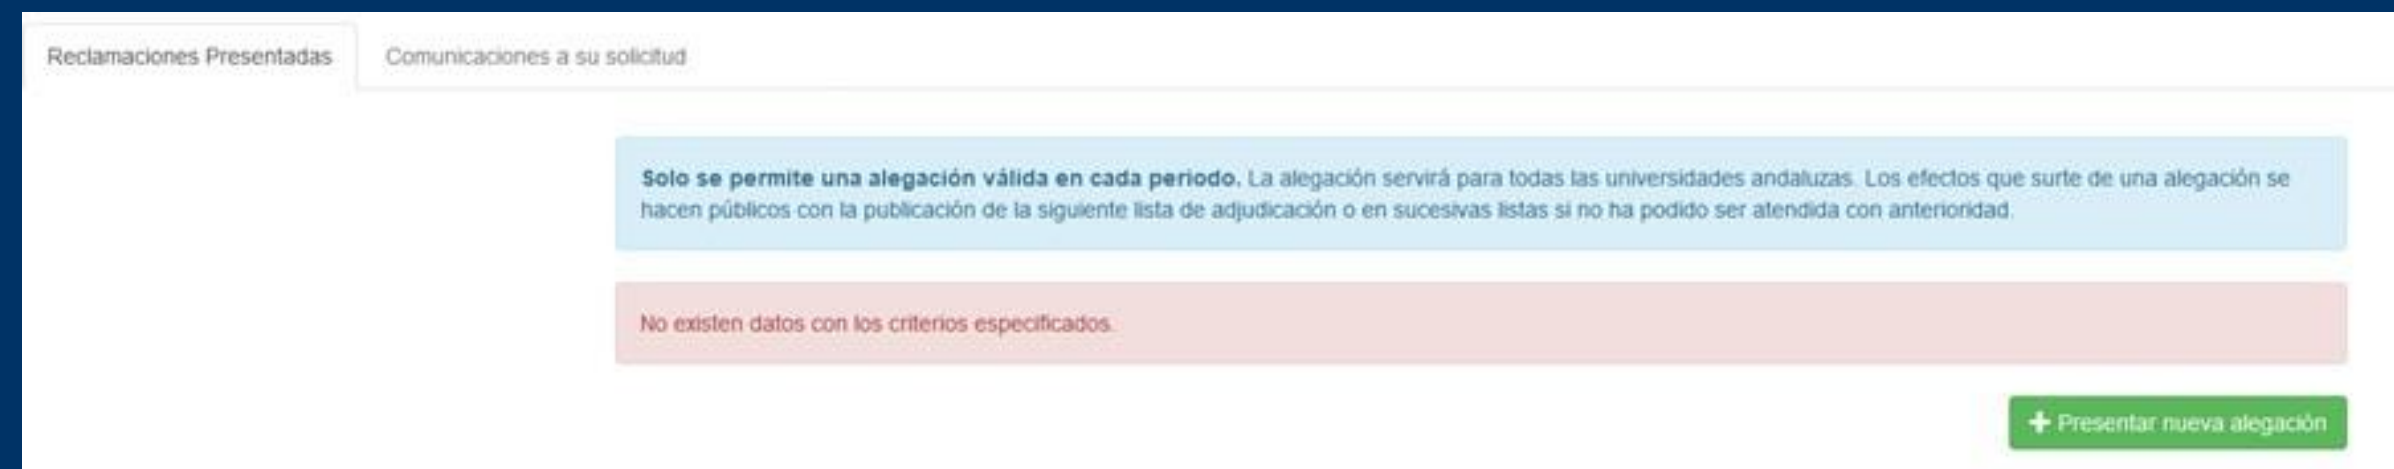 Reclamaciones Presentadas
Comunicaciones a su solicitud
Solo se permite una alegación válida en cada periodo. La alegación servirá para todas las universidades andaluzas. Los efectos que surte de una alegación se
hacen públicos con la publicación de la siguiente lista de adjudicación o en sucesivas listas si no ha podido ser atendida con anterioridad.
No existen datos con los criterios especificados.
+ Presentar nueva alegación